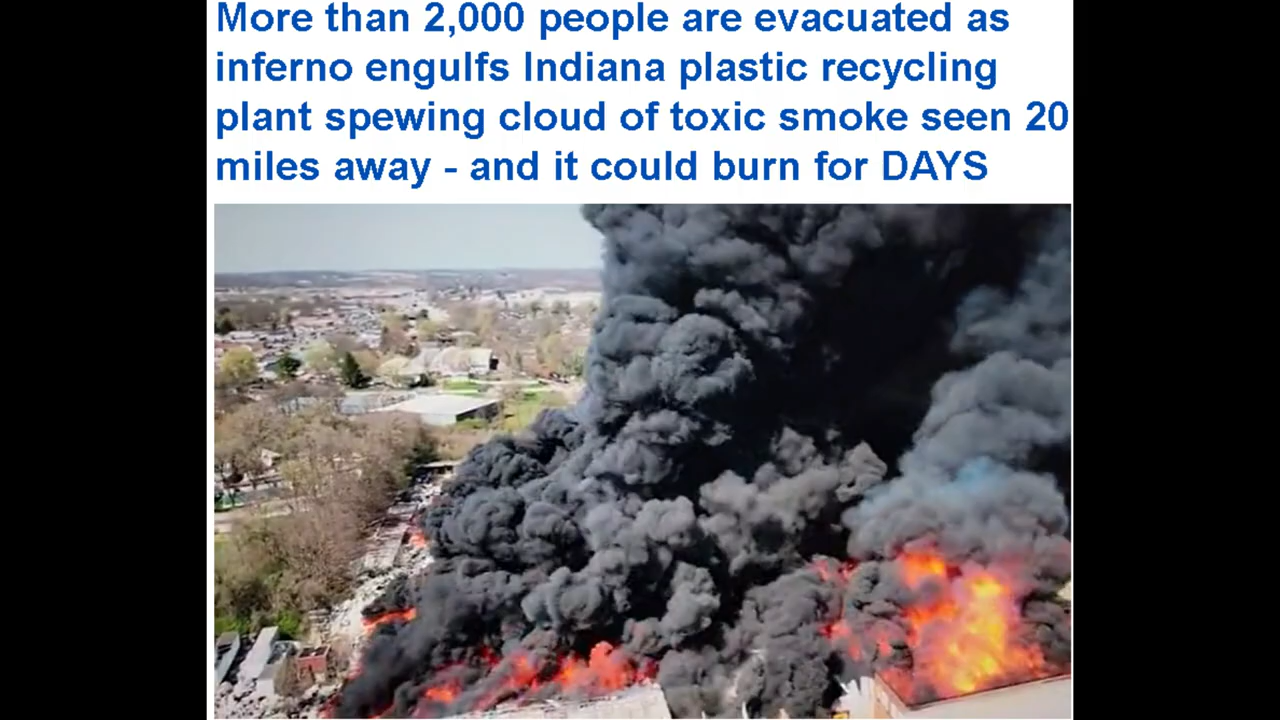 More than 2,000 people are evacuated as
inferno engulfs Indiana plastic recycling
plant spewing cloud of toxic smoke seen 20
miles away - and it could burn for DAYS